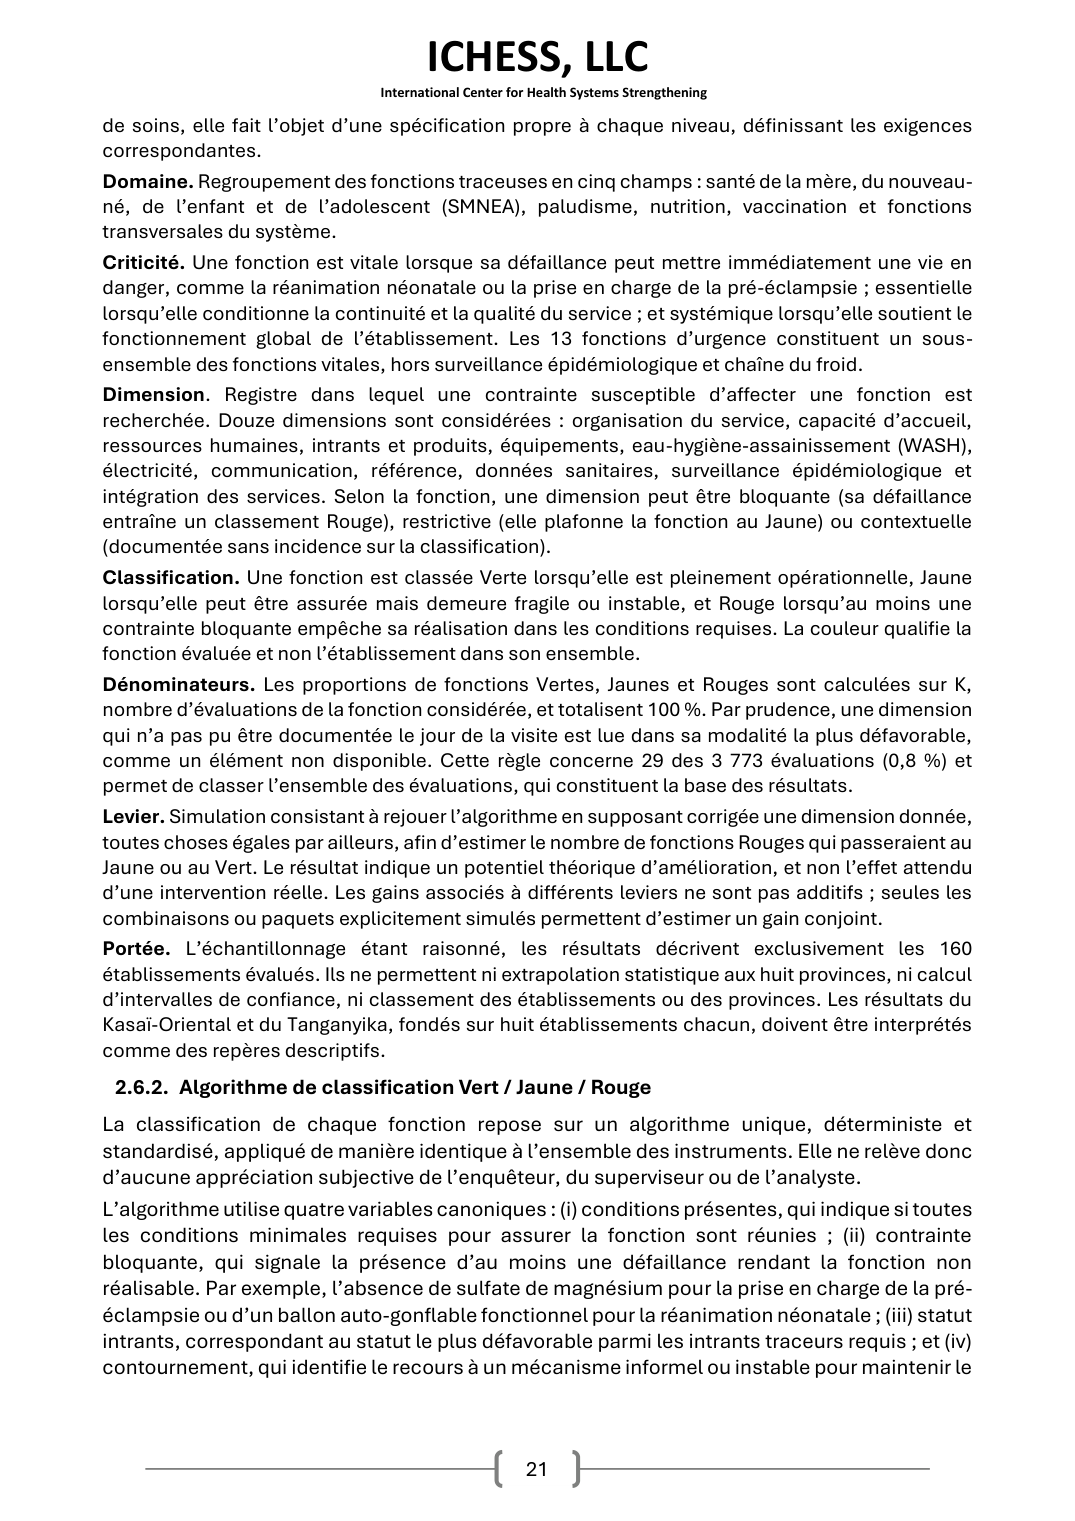 ICHESS, LLC
International Center for Health Systems Strengthening
de soins, elle fait l’objet d’une spécification propre à chaque niveau, définissant les exigences
correspondantes.
Domaine. Regroupement des fonctions traceuses en cinq champs : santé de la mère, du nouveau-
né, de l’enfant et de l’adolescent (SMNEA), paludisme, nutrition, vaccination et fonctions
transversales du système.
Criticité. Une fonction est vitale lorsque sa défaillance peut mettre immédiatement une vie en
danger, comme la réanimation néonatale ou la prise en charge de la pré-éclampsie ; essentielle
lorsqu’elle conditionne la continuité et la qualité du service ; et systémique lorsqu’elle soutient le
fonctionnement global de l’établissement. Les 13 fonctions d’urgence constituent un sous-
ensemble des fonctions vitales, hors surveillance épidémiologique et chaîne du froid.
Dimension. Registre dans lequel une contrainte susceptible d’affecter une fonction est
recherchée. Douze dimensions sont considérées : organisation du service, capacité d’accueil,
ressources humaines, intrants et produits, équipements, eau-hygiène-assainissement (WASH),
électricité, communication, référence, données sanitaires, surveillance épidémiologique et
intégration des services. Selon la fonction, une dimension peut être bloquante (sa défaillance
entraîne un classement Rouge), restrictive (elle plafonne la fonction au Jaune) ou contextuelle
(documentée sans incidence sur la classification).
Classification. Une fonction est classée Verte lorsqu’elle est pleinement opérationnelle, Jaune
lorsqu’elle peut être assurée mais demeure fragile ou instable, et Rouge lorsqu’au moins une
contrainte bloquante empêche sa réalisation dans les conditions requises. La couleur qualifie la
fonction évaluée et non l’établissement dans son ensemble.
Dénominateurs. Les proportions de fonctions Vertes, Jaunes et Rouges sont calculées sur K,
nombre d’évaluations de la fonction considérée, et totalisent 100 %. Par prudence, une dimension
qui n’a pas pu être documentée le jour de la visite est lue dans sa modalité la plus défavorable,
comme un élément non disponible. Cette règle concerne 29 des 3 773 évaluations (0,8 %) et
permet de classer l’ensemble des évaluations, qui constituent la base des résultats.
Levier. Simulation consistant à rejouer l’algorithme en supposant corrigée une dimension donnée,
toutes choses égales par ailleurs, afin d’estimer le nombre de fonctions Rouges qui passeraient au
Jaune ou au Vert. Le résultat indique un potentiel théorique d’amélioration, et non l’effet attendu
d’une intervention réelle. Les gains associés à différents leviers ne sont pas additifs ; seules les
combinaisons ou paquets explicitement simulés permettent d’estimer un gain conjoint.
Portée. L’échantillonnage étant raisonné, les résultats décrivent exclusivement les 160
établissements évalués. Ils ne permettent ni extrapolation statistique aux huit provinces, ni calcul
d’intervalles de confiance, ni classement des établissements ou des provinces. Les résultats du
Kasaï-Oriental et du Tanganyika, fondés sur huit établissements chacun, doivent être interprétés
comme des repères descriptifs.
2.6.2. Algorithme de classification Vert / Jaune / Rouge
La classification de chaque fonction repose sur un algorithme unique, déterministe et
standardisé, appliqué de manière identique à l’ensemble des instruments. Elle ne relève donc
d’aucune appréciation subjective de l’enquêteur, du superviseur ou de l’analyste.
L’algorithme utilise quatre variables canoniques : (i) conditions présentes, qui indique si toutes
les conditions minimales requises pour assurer la fonction sont réunies ; (ii) contrainte
bloquante, qui signale la présence d’au moins une défaillance rendant la fonction non
réalisable. Par exemple, l’absence de sulfate de magnésium pour la prise en charge de la pré-
éclampsie ou d’un ballon auto-gonflable fonctionnel pour la réanimation néonatale ; (iii) statut
intrants, correspondant au statut le plus défavorable parmi les intrants traceurs requis ; et (iv)
contournement, qui identifie le recours à un mécanisme informel ou instable pour maintenir le
21